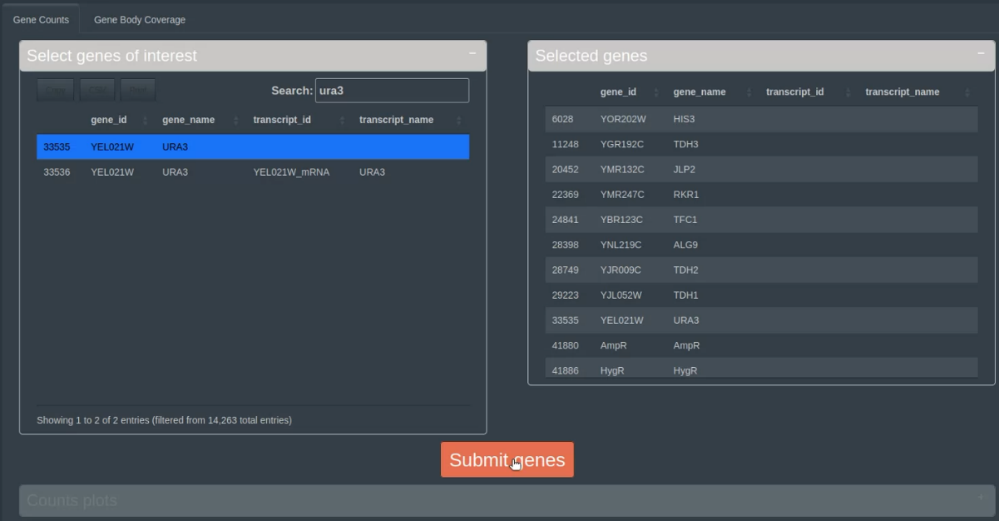 Gene Counts Gene Body Coverage
Select genes of interest
Search: ura3
gene_id gene_name transcript_id transcript_name
33535 YEL021W URA3
33536 YEL021W URA3 YEL021W_mRNA URA3
Showing 1 to 2 of 2 entries (filtered from 14,263 total entries)
Selected genes
gene_id gene_name transcript_id transcript_name
6028 YOR202W HIS3
11248 YGR192C TDH3
20452 YMR132C JLP2
22369 YMR247C RKR1
24841 YBR123C TFC1
28398 YNL219C ALG9
28749 YJR009C TDH2
29223 YJL052W TDH1
33535 YEL021W URA3
41880 AmpR AmpR
41886 HygR HygR
Submit genes
Counts plots